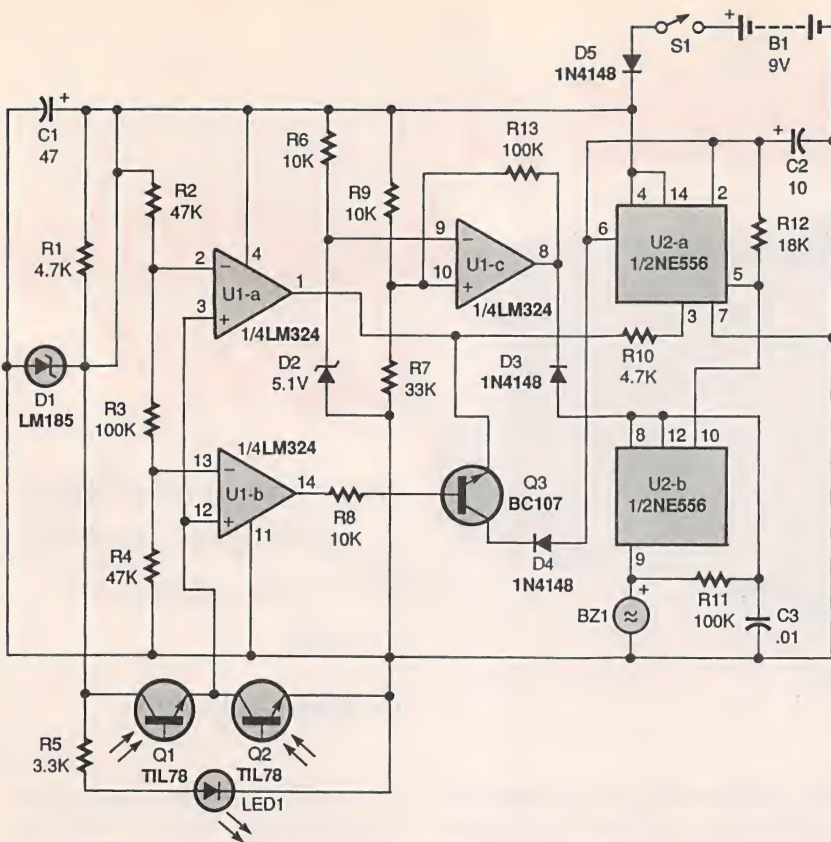 S1
B1
9V
D5
1N4148
+
C1
47
R6
10K
R13
100K
+
C2
10
R2
47K
R9
10K
R1
4.7K
4 14 2
6
U2-a
1/2NE556
R12
18K
5
3 7
4
2 −
3 +
U1-a
1
1/4LM324
9 −
10 +
U1-c
8
1/4LM324
R10
4.7K
D1
LM185
D2
5.1V
R7
33K
D3
1N4148
R3
100K
1/4LM324
13 −
12 +
U1-b
14
11
R8
10K
Q3
BC107
8 12 10
U2-b
1/2NE556
9
R4
47K
D4
1N4148
+
BZ1
R11
100K
C3
.01
R5
3.3K
Q1
TIL78
Q2
TIL78
LED1